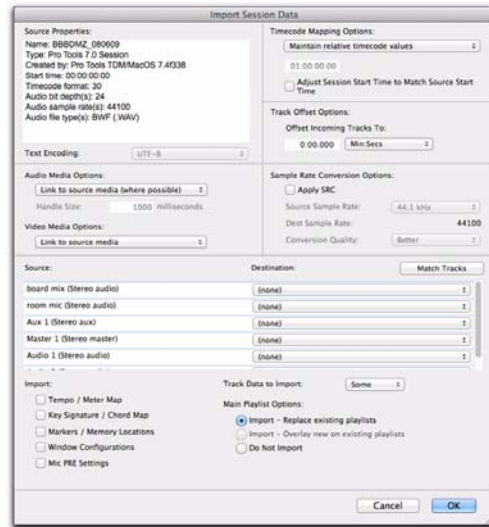 Import Session Data
Source Properties:
Name: BBBDMZ_080609
Type: Pro Tools 7.0 Session
Created by: Pro Tools TDM/MacOS 7.4f338
Start time: 00:00:00:00
Timecode format: 30
Audio bit depth(s): 24
Audio sample rate(s): 44100
Audio file type(s): BWF (.WAV)
Text Encoding: UTF-8
Timecode Mapping Options:
Maintain relative timecode values
01:00:00:00
Adjust Session Start Time to Match Source Start
Time
Track Offset Options:
Offset Incoming Tracks To:
0:00.000 Min:Secs
Audio Media Options:
Link to source media (where possible)
Handle Size: 1000 milliseconds
Video Media Options:
Link to source media
Sample Rate Conversion Options:
Apply SRC
Source Sample Rate: 44.1 kHz
Dest Sample Rate: 44100
Conversion Quality: Better
Source: Destination: Match Tracks
board mix (Stereo audio) (none)
room mic (Stereo audio) (none)
Aux 1 (Stereo aux) (none)
Master 1 (Stereo master) (none)
Audio 1 (Stereo audio) (none)
Import:
Tempo / Meter Map
Key Signature / Chord Map
Markers / Memory Locations
Window Configurations
Mic PRE Settings
Track Data to Import: Some
Main Playlist Options:
Import - Replace existing playlists
Import - Overlay new on existing playlists
Do Not Import
Cancel OK